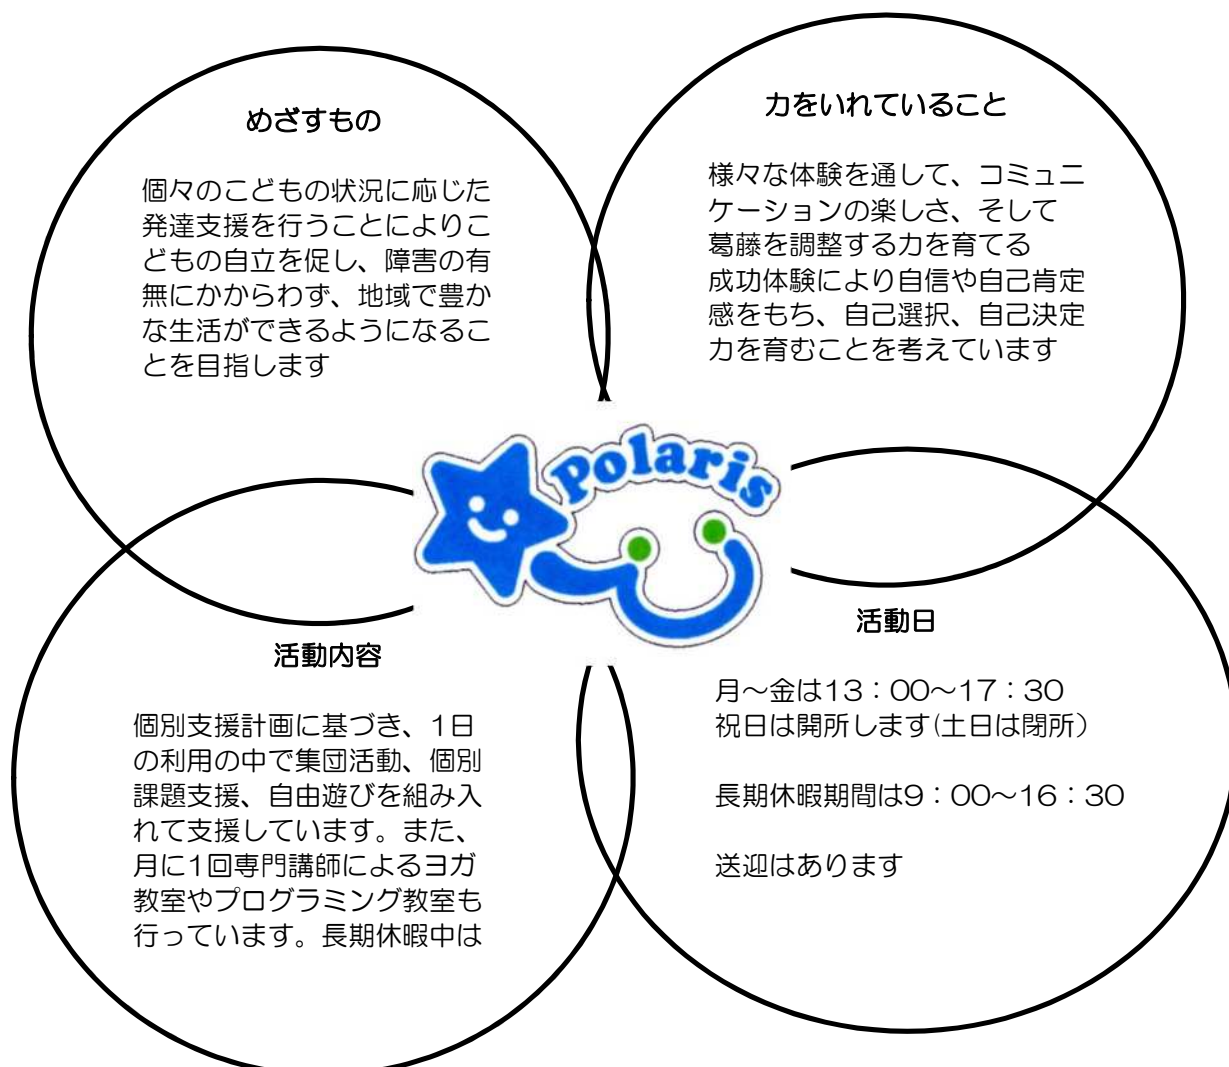 めざすもの
個々のこどもの状況に応じた
発達支援を行うことによりこ
どもの自立を促し、障害の有
無にかからわず、地域で豊か
な生活ができるようになるこ
とを目指します
力をいれていること
様々な体験を通して、コミュニ
ケーションの楽しさ、そして
葛藤を調整する力を育てる
成功体験により自信や自己肯定
感をもち、自己選択、自己決定
力を育むことを考えています
Polaris
活動内容
個別支援計画に基づき、1日
の利用の中で集団活動、個別
課題支援、自由遊びを組み入
れて支援しています。また、
月に1回専門講師によるヨガ
教室やプログラミング教室も
行っています。長期休暇中は
活動日
月～金は13：00～17：30
祝日は開所します(土日は閉所）
長期休暇期間は9：00～16：30
送迎はあります